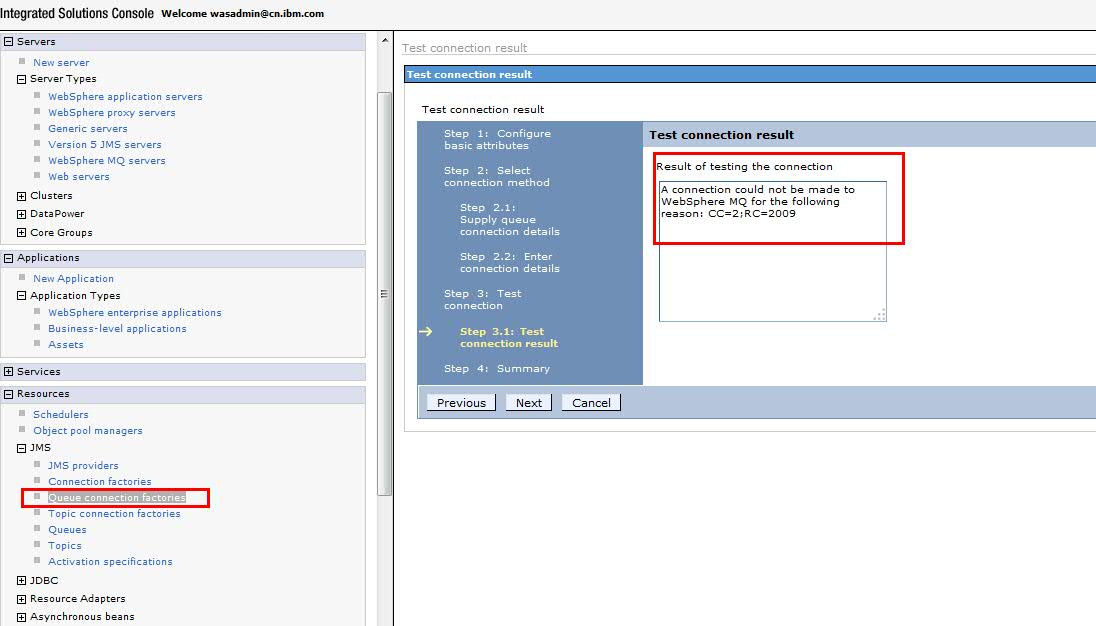 Integrated Solutions Console Welcome wasadmin@cn.ibm.com
Servers
New server
Server Types
WebSphere application servers
WebSphere proxy servers
Generic servers
Version 5 JMS servers
WebSphere MQ servers
Web servers
Clusters
DataPower
Core Groups
Applications
New Application
Application Types
WebSphere enterprise applications
Business-level applications
Assets
Services
Resources
Schedulers
Object pool managers
JMS
JMS providers
Connection factories
Queue connection factories
Topic connection factories
Queues
Topics
Activation specifications
JDBC
Resource Adapters
Asynchronous beans
Test connection result
Test connection result
Test connection result
Step 1: Configure
basic attributes
Step 2: Select
connection method
Step 2.1:
Supply queue
connection details
Step 2.2: Enter
connection details
Step 3: Test
connection
Step 3.1: Test
connection result
Step 4: Summary
Test connection result
Result of testing the connection
A connection could not be made to
WebSphere MQ for the following
reason: CC=2;RC=2009
Previous Next Cancel